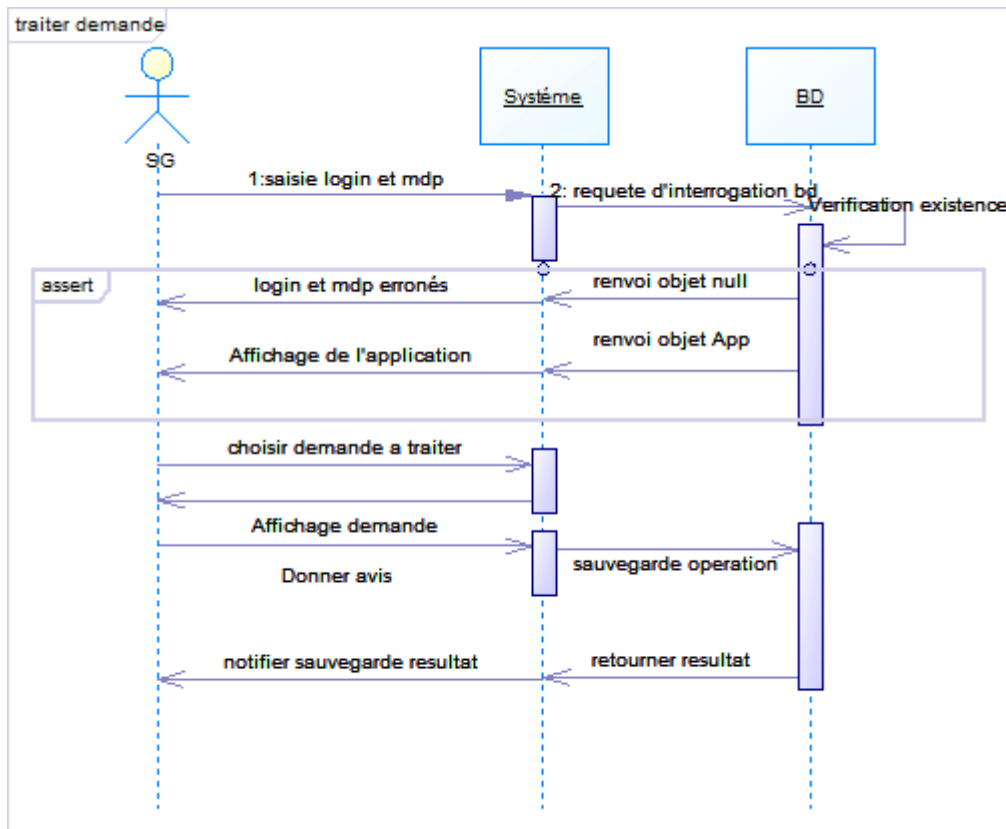 traiter demande
Systéme
BD
SG
1:saisie login et mdp
2: requete d'interrogation bd
Verification existence
assert
login et mdp erronés
renvoi objet null
renvoi objet App
Affichage de l'application
choisir demande a traiter
Affichage demande
Donner avis
sauvegarde operation
notifier sauvegarde resultat
retourner resultat